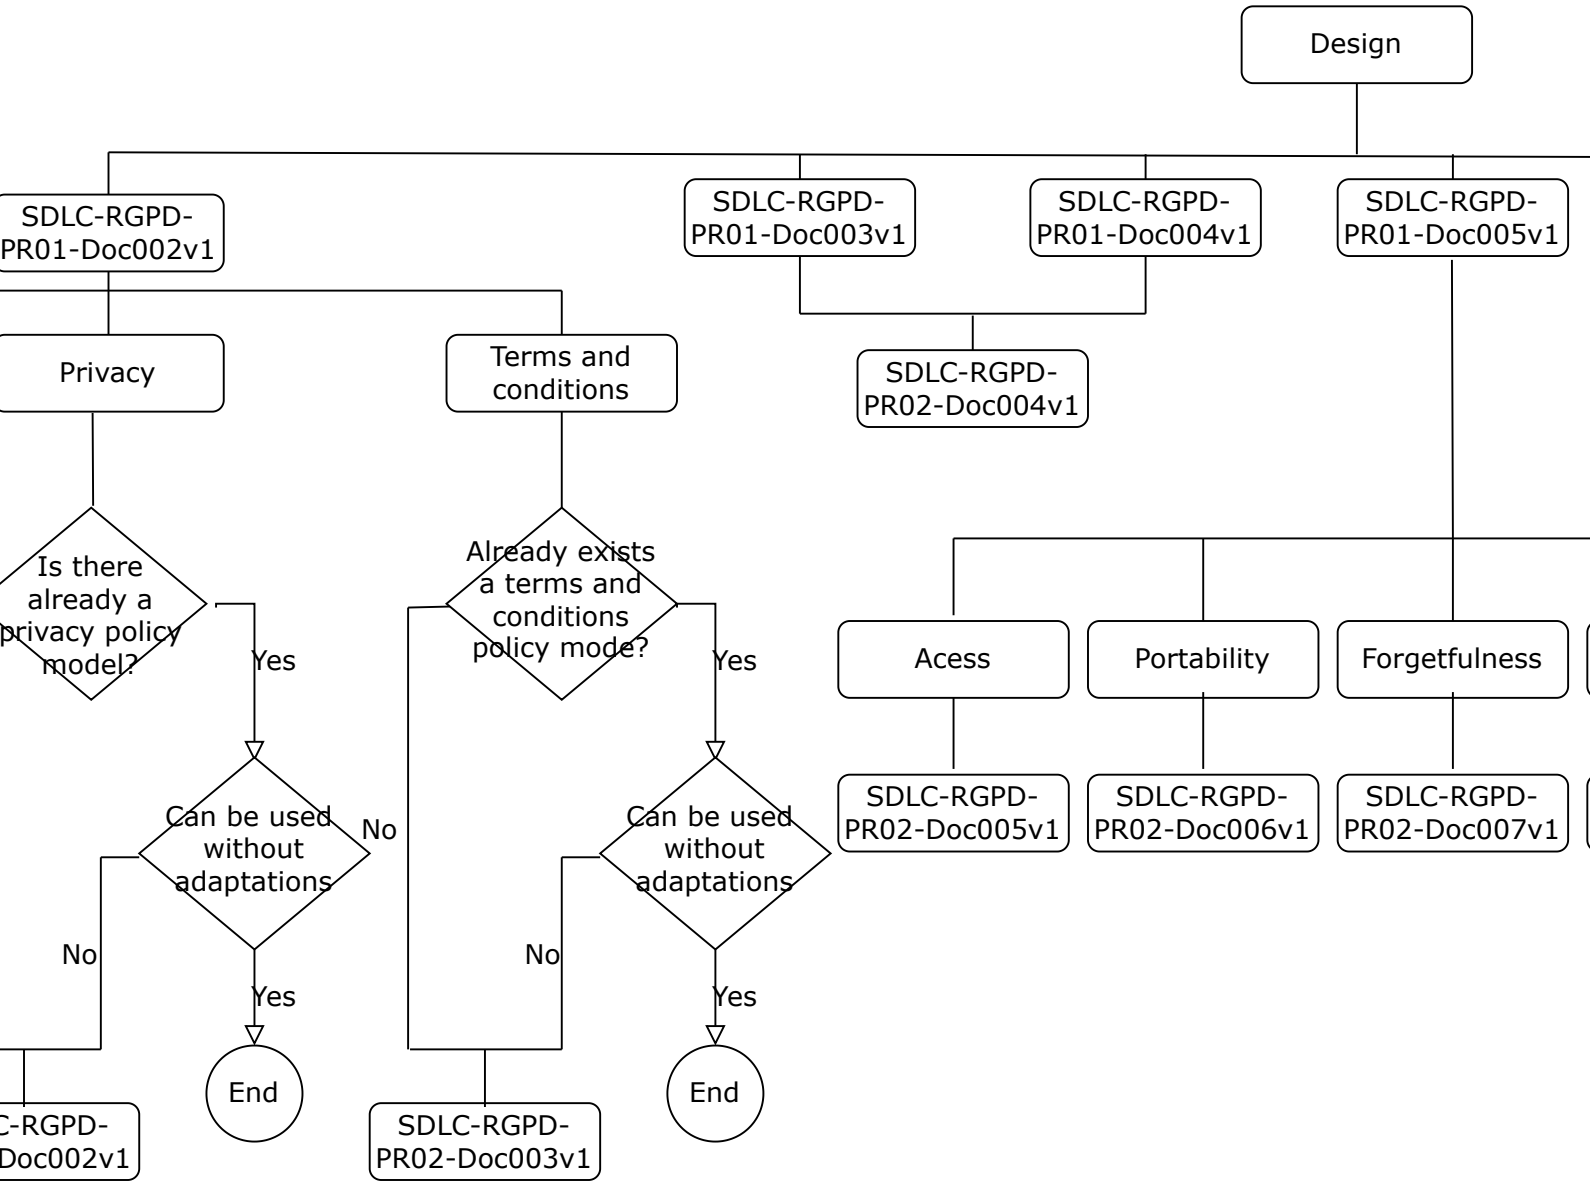 Design
SDLC-RGPD-
PR01-Doc002v1
SDLC-RGPD-
PR01-Doc003v1
SDLC-RGPD-
PR01-Doc004v1
SDLC-RGPD-
PR01-Doc005v1
Privacy
Terms and
conditions
SDLC-RGPD-
PR02-Doc004v1
Is there
already a
privacy policy
model?
Yes
Already exists
a terms and
conditions
policy mode?
Yes
Acess
Portability
Forgetfulness
Can be used
without
adaptations
No
Can be used
without
adaptations
SDLC-RGPD-
PR02-Doc005v1
SDLC-RGPD-
PR02-Doc006v1
SDLC-RGPD-
PR02-Doc007v1
No
Yes
No
Yes
End
End
C-RGPD-
Doc002v1
SDLC-RGPD-
PR02-Doc003v1